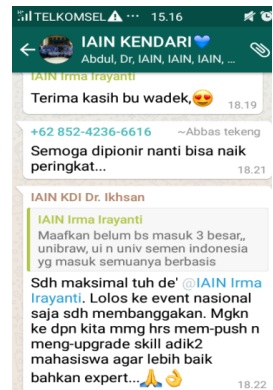 TELKOMSEL ... 15.16
IAIN KENDARI💙
Abdul, Dr, IAIN, IAIN, IAIN, ...
IAIN Irma Irayanti
Terima kasih bu wadek,😍
18.19
+62 852-4236-6616 ~Abbas tekeng
Semoga dipionir nanti bisa naik
peringkat...
18.21
IAIN KDI Dr. Ikhsan
IAIN Irma Irayanti
Maafkan belum bs masuk 3 besar,,
unibraw, ui n univ semen indonesia
yg masuk semuanya berbasis
Sdh maksimal tuh de' @IAIN Irma
Irayanti. Lolos ke event nasional
saja sdh membanggakan. Mgkn
ke dpn kita mmg hrs mem-push n
meng-upgrade skill adik2
mahasiswa agar lebih baik
bahkan expert...🙏👌
18.22